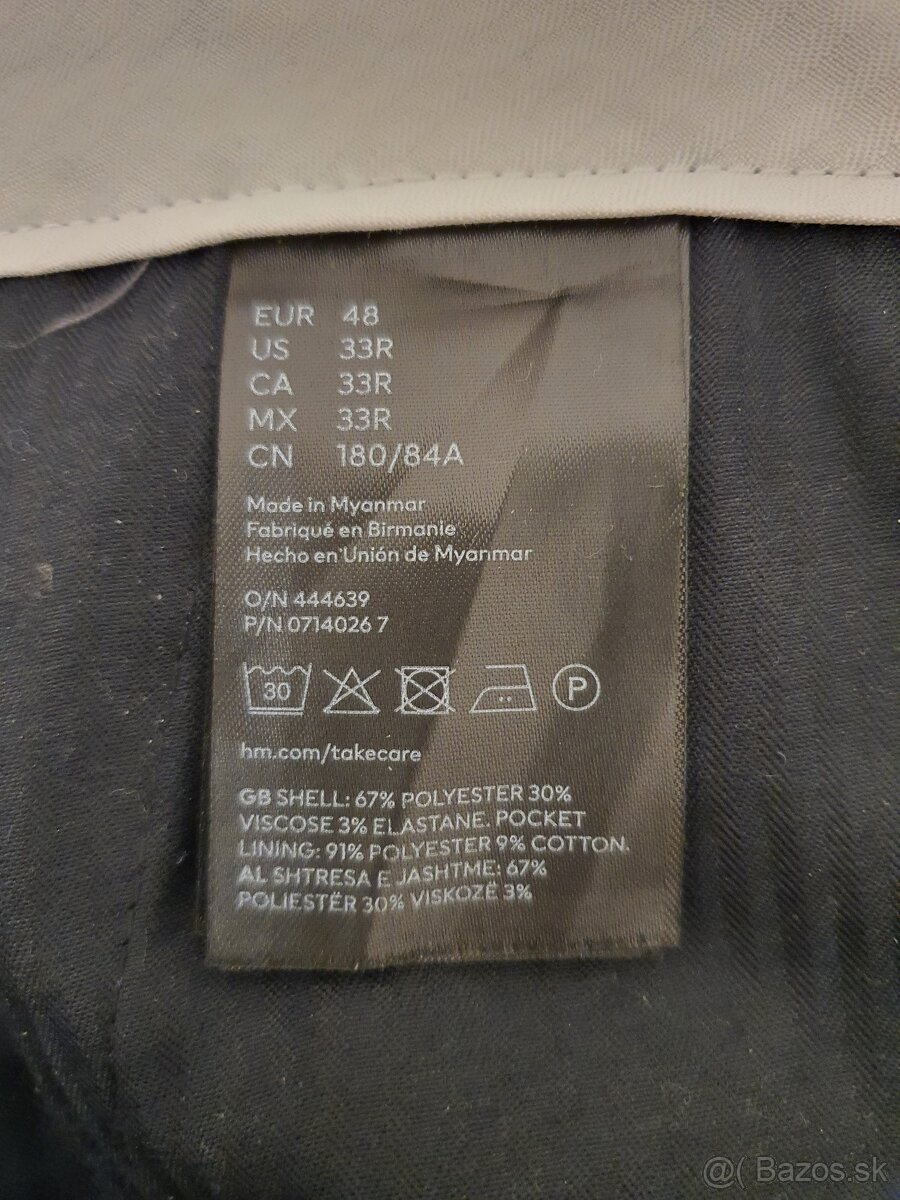 EUR 48
US 33R
CA 33R
MX 33R
CN 180/84A
Made in Myanmar
Fabriqué en Birmanie
Hecho en Unión de Myanmar
O/N 444639
P/N 0714026 7
30
P
hm.com/takecare
GB SHELL: 67% POLYESTER 30%
VISCOSE 3% ELASTANE. POCKET
LINING: 91% POLYESTER 9% COTTON.
AL SHTRESA E JASHTME: 67%
POLIESTËR 30% VISKOZË 3%
@( Bazos.sk